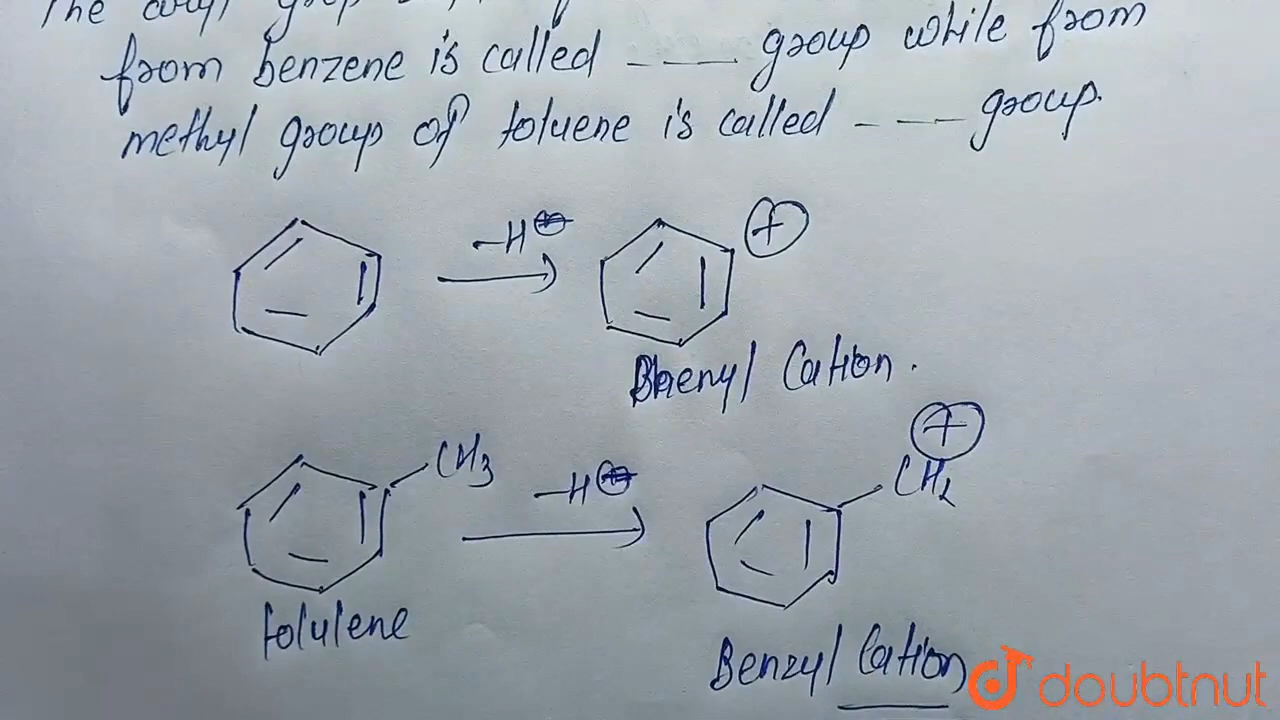 The
from benzene is called ---- group while from
methyl group of toluene is called ---- group.
-H
+
Phenyl Cation.
CH3
-H
+
CH2
tolulene
Benzyl Cation
doubtnut